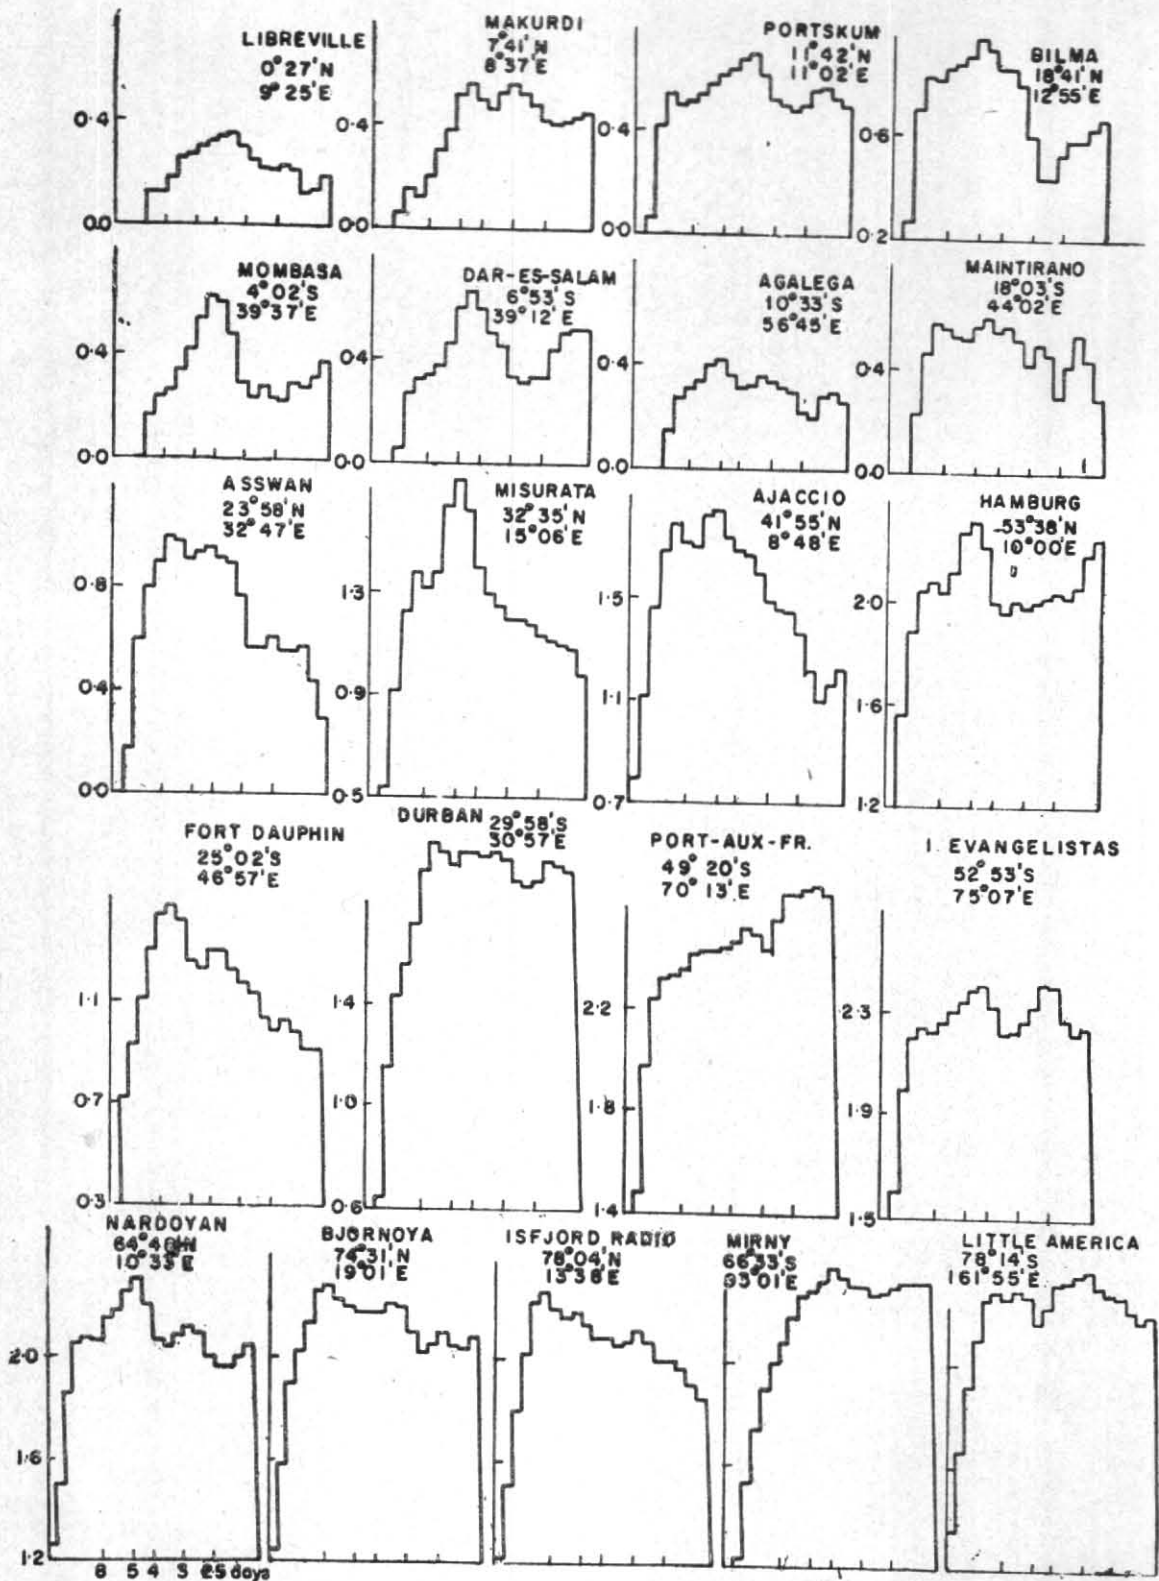 LIBREVILLE
0°27'N
9°25'E
0.4
0.0
MAKURDI
7°41'N
8°37'E
0.4
0.0
PORTSKUM
11°42'N
11°02'E
0.4
0.0
BILMA
18°41'N
12°55'E
0.6
0.2
MOMBASA
4°02'S
39°37'E
0.4
0.0
DAR-ES-SALAM
6°53'S
39°12'E
0.4
0.0
AGALEGA
10°33'S
56°45'E
0.4
0.0
MAINTIRANO
18°03'S
44°02'E
0.4
0.0
ASSWAN
23°58'N
32°47'E
0.8
0.4
0.0
MISURATA
32°35'N
15°06'E
1.3
0.9
0.5
AJACCIO
41°55'N
8°48'E
1.5
1.1
0.7
HAMBURG
53°38'N
10°00'E
2.0
1.6
1.2
FORT DAUPHIN
25°02'S
46°57'E
1.1
0.7
0.3
DURBAN 29°58'S
30°57'E
1.4
1.0
0.6
PORT-AUX-FR.
49°20'S
70°13'E
2.2
1.8
1.4
I. EVANGELISTAS
52°53'S
75°07'E
2.3
1.9
1.5
NARDOYAN
10°33'E
2.0
1.6
1.2
8 5 4 3 2.5 days
BJORNOYA
74°31'N
19°01'E
ISFJORD RADIO
78°04'N
13°38'E
MIRNY
66°33'S
93°01'E
LITTLE AMERICA
78°14'S
161°55'E